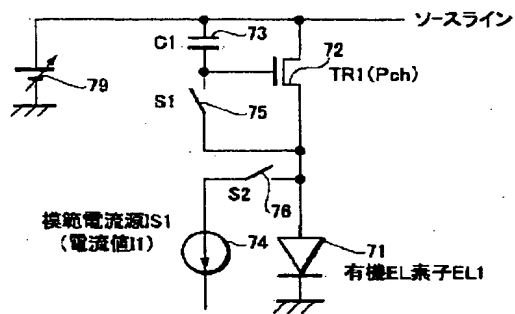 ソースライン
C1
73
72
TR1(Pch)
79
S1
75
S2
76
模範電流源IS1
(電流値I1)
74
71
有機EL素子EL1